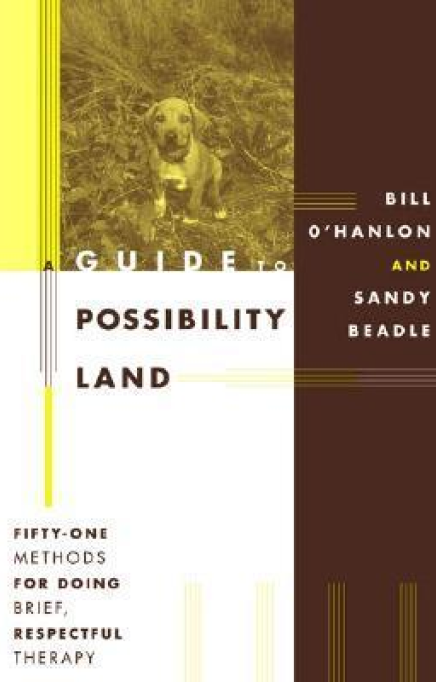 A GUIDE TO
POSSIBILITY
LAND
BILL
O'HANLON
AND
SANDY
BEADLE
FIFTY-ONE
METHODS
FOR DOING
BRIEF,
RESPECTFUL
THERAPY